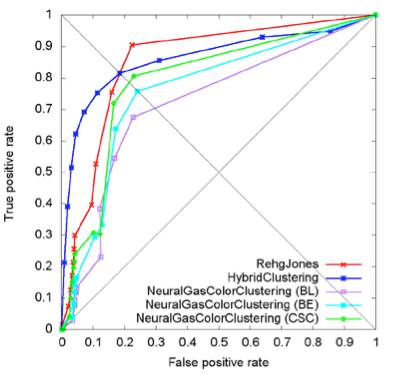 1
0.9
0.8
0.7
0.6
0.5
0.4
0.3
0.2
0.1
0
True positive rate
RehgJones
HybridClustering
NeuralGasColorClustering (BL)
NeuralGasColorClustering (BE)
NeuralGasColorClustering (CSC)
0 0.1 0.2 0.3 0.4 0.5 0.6 0.7 0.8 0.9 1
False positive rate